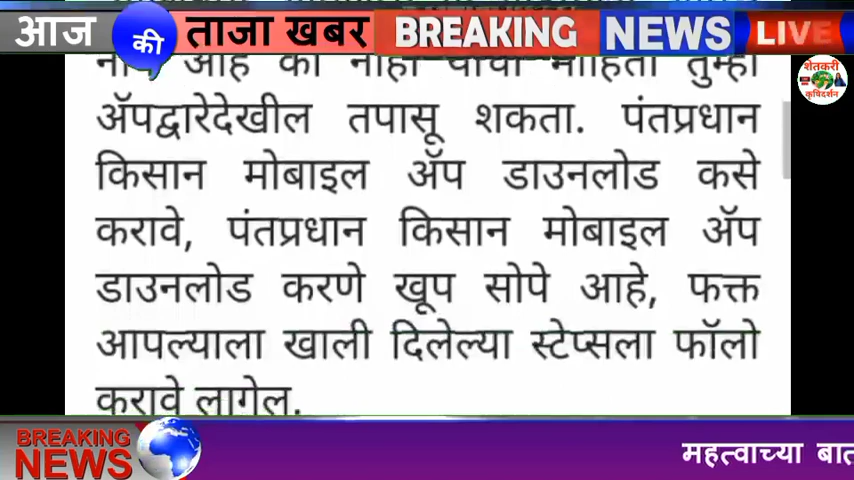 आज की ताजा खबर BREAKING NEWS LIVE
शेतकरी
कृषिदर्शन
आहे की नाही याची माहिती तुम्ही
ॲपद्वारेदेखील तपासू शकता. पंतप्रधान
किसान मोबाइल ॲप डाउनलोड कसे
करावे, पंतप्रधान किसान मोबाइल ॲप
डाउनलोड करणे खूप सोपे आहे, फक्त
आपल्याला खाली दिलेल्या स्टेप्सला फॉलो
करावे लागेल.
BREAKING
NEWS
महत्वाच्या बात